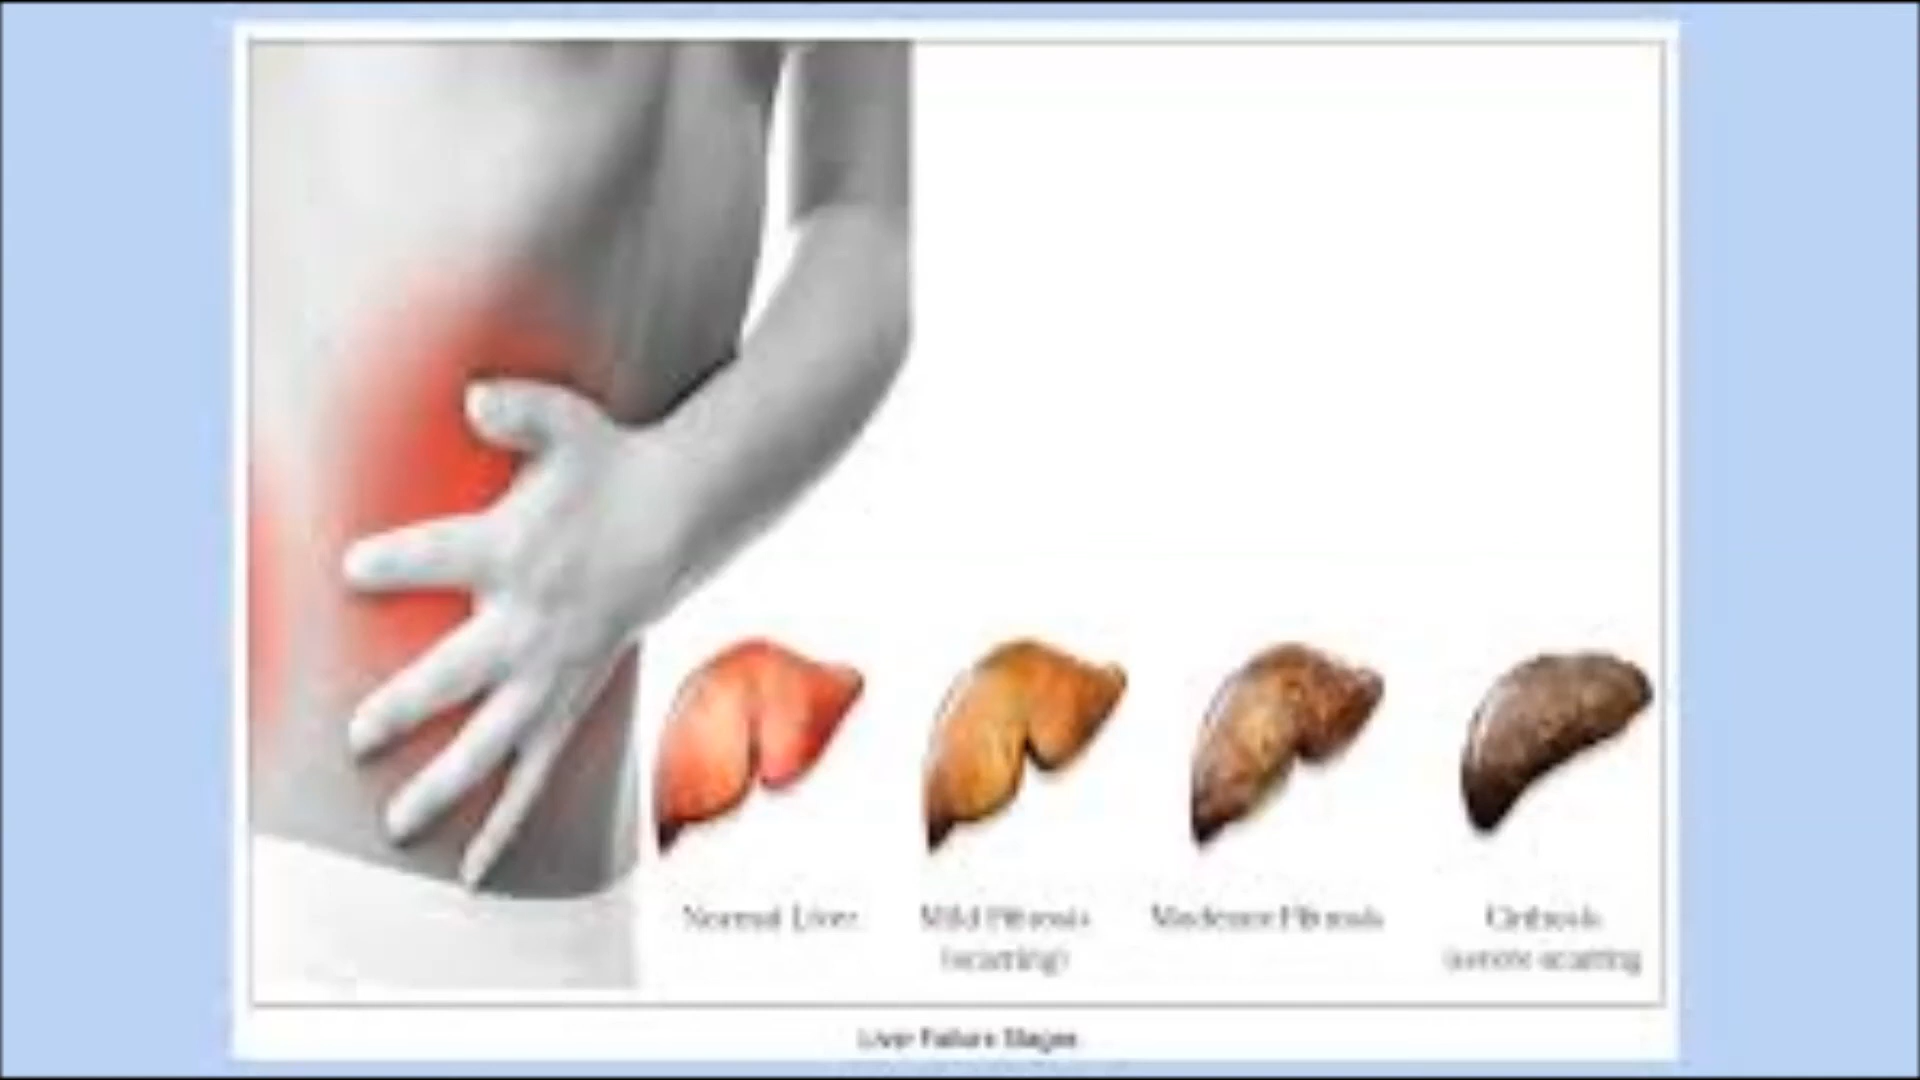 Normal Liver
Mild Fibrosis
(scarring)
Moderate Fibrosis
Cirrhosis
(severe scarring
Liver Failure Stages